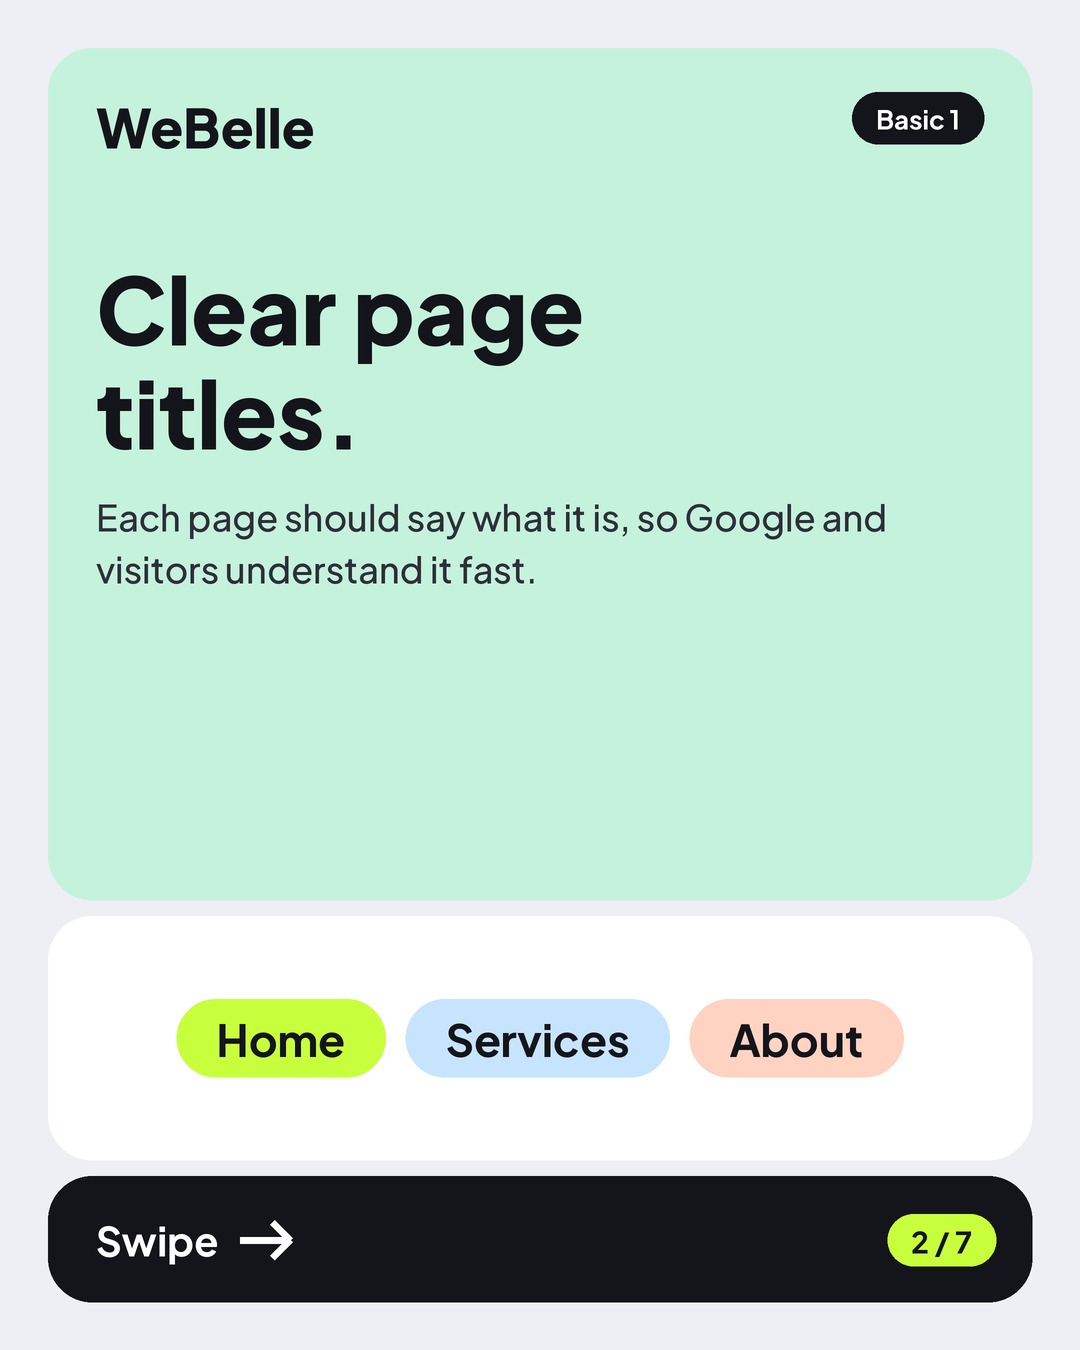 WeBelle
Basic 1
Clear page
titles.
Each page should say what it is, so Google and
visitors understand it fast.
Home
Services
About
Swipe →
2 / 7